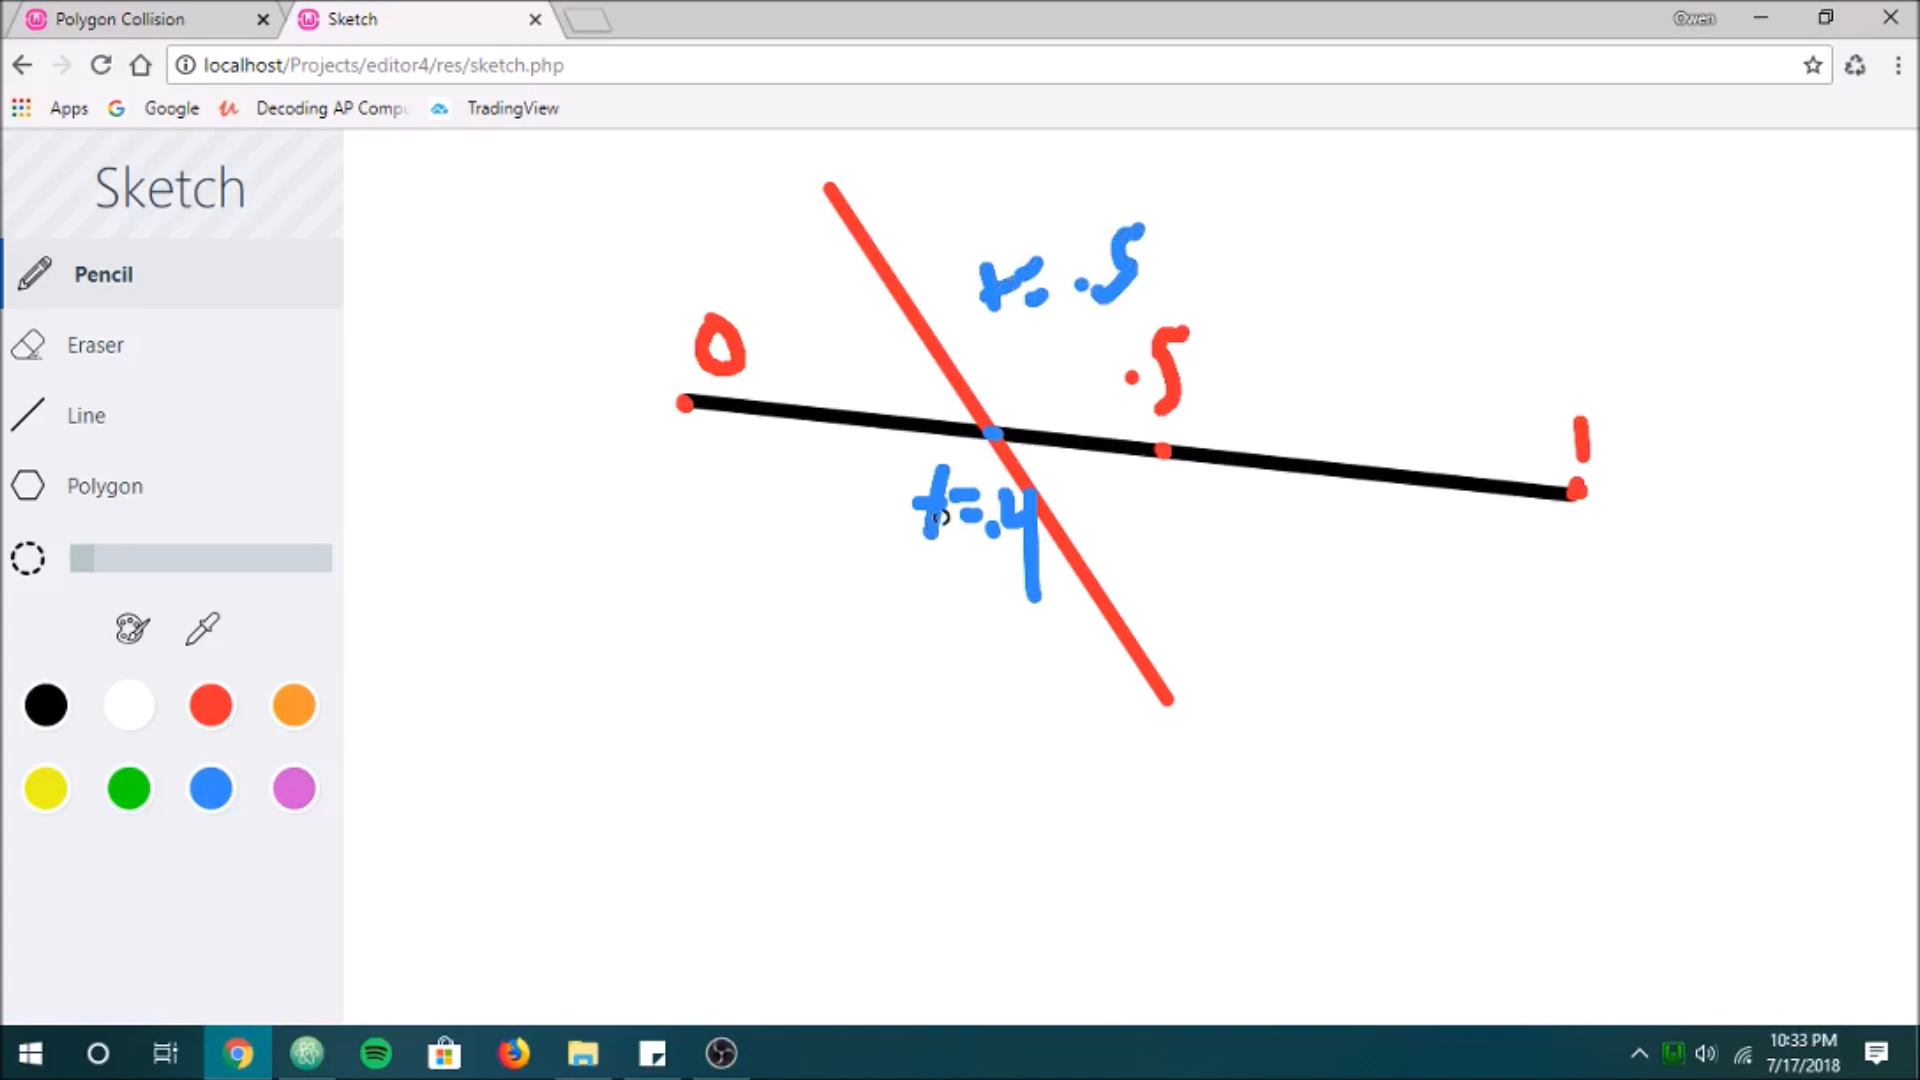 Polygon Collision
Sketch
Owen
localhost/Projects/editor4/res/sketch.php
Apps
Google
Decoding AP Compu
TradingView
Sketch
Pencil
Eraser
Line
Polygon
t=.5
0
.5
1
t=.4
10:33 PM
7/17/2018